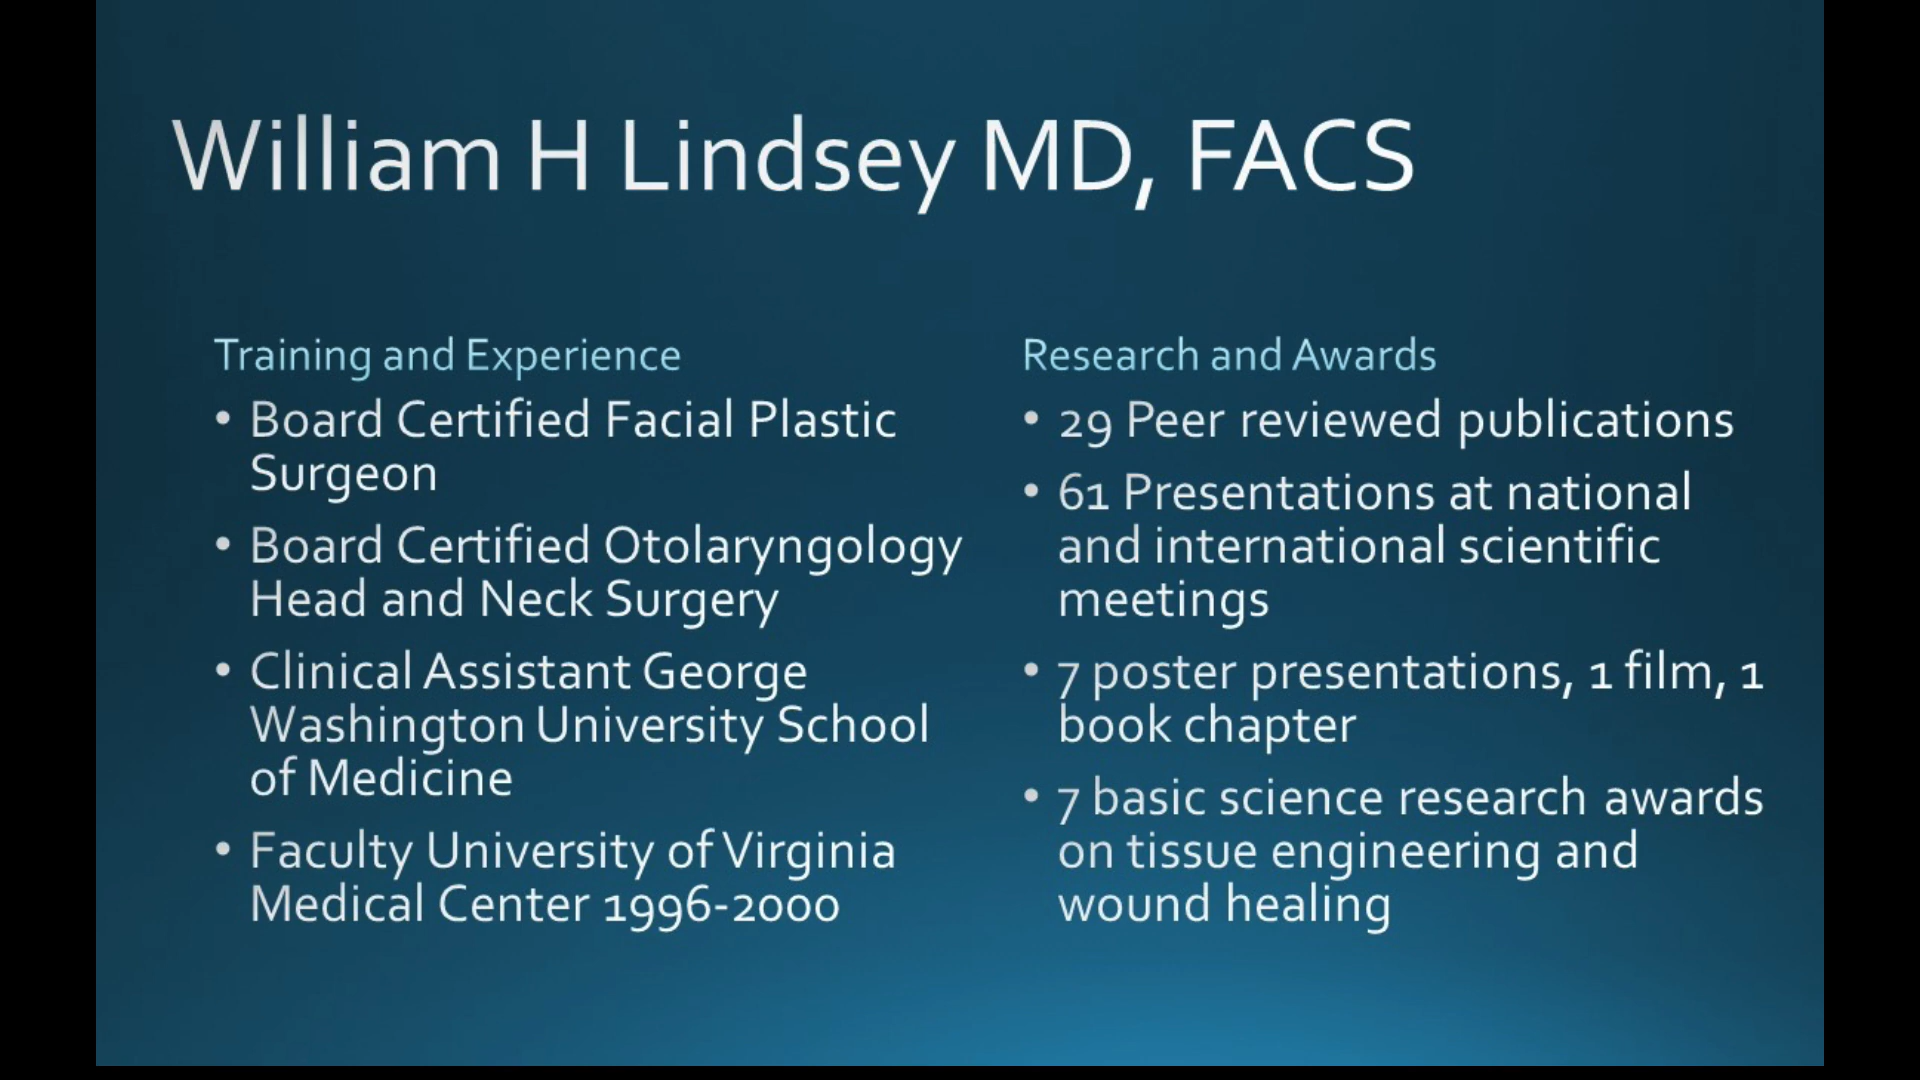 William H Lindsey MD, FACS
Training and Experience
• Board Certified Facial Plastic
Surgeon
• Board Certified Otolaryngology
Head and Neck Surgery
• Clinical Assistant George
Washington University School
of Medicine
• Faculty University of Virginia
Medical Center 1996-2000
Research and Awards
• 29 Peer reviewed publications
• 61 Presentations at national
and international scientific
meetings
• 7 poster presentations, 1 film, 1
book chapter
• 7 basic science research awards
on tissue engineering and
wound healing